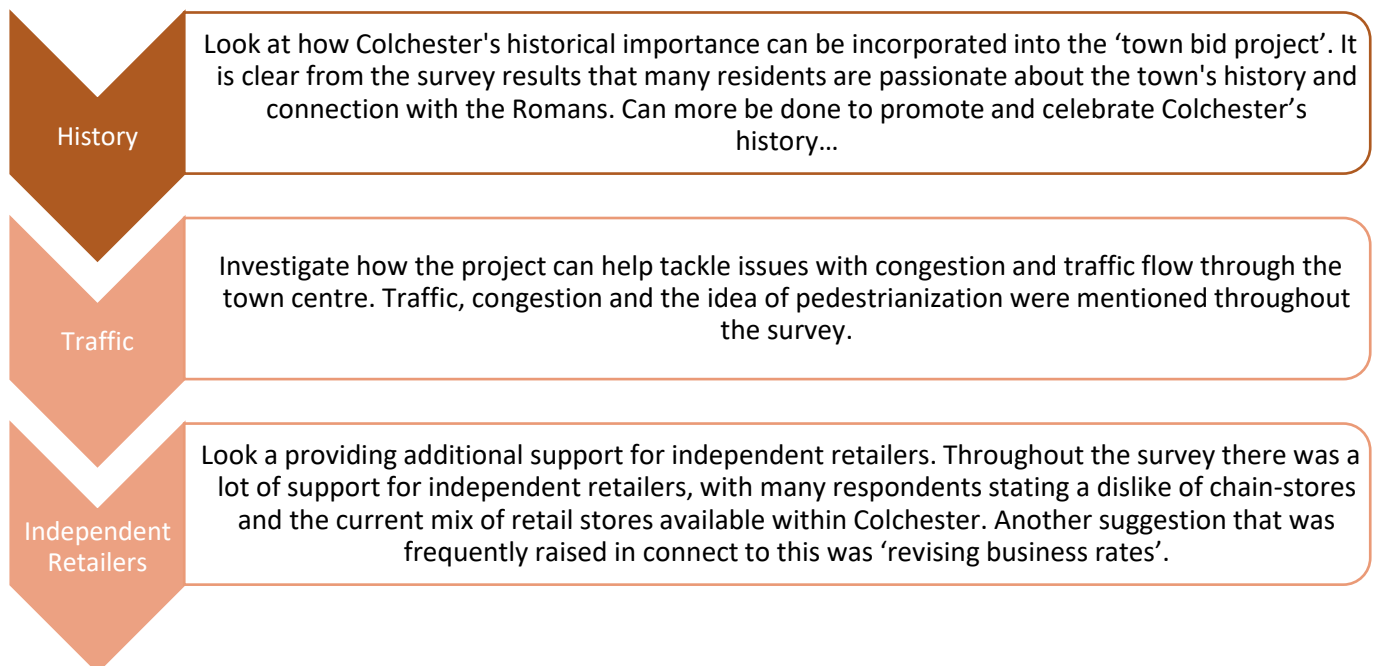 History
Look at how Colchester's historical importance can be incorporated into the ‘town bid project’. It
is clear from the survey results that many residents are passionate about the town's history and
connection with the Romans. Can more be done to promote and celebrate Colchester’s
history…
Traffic
Investigate how the project can help tackle issues with congestion and traffic flow through the
town centre. Traffic, congestion and the idea of pedestrianization were mentioned throughout
the survey.
Independent
Retailers
Look a providing additional support for independent retailers. Throughout the survey there was a
lot of support for independent retailers, with many respondents stating a dislike of chain-stores
and the current mix of retail stores available within Colchester. Another suggestion that was
frequently raised in connect to this was ‘revising business rates’.